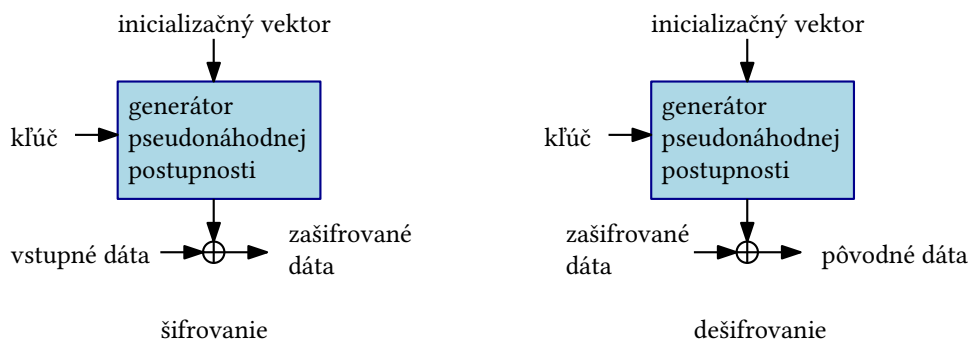 inicializačný vektor
generátor
pseudonáhodnej
postupnosti
kľúč
vstupné dáta
zašifrované
dáta
šifrovanie
inicializačný vektor
generátor
pseudonáhodnej
postupnosti
kľúč
zašifrované
dáta
pôvodné dáta
dešifrovanie